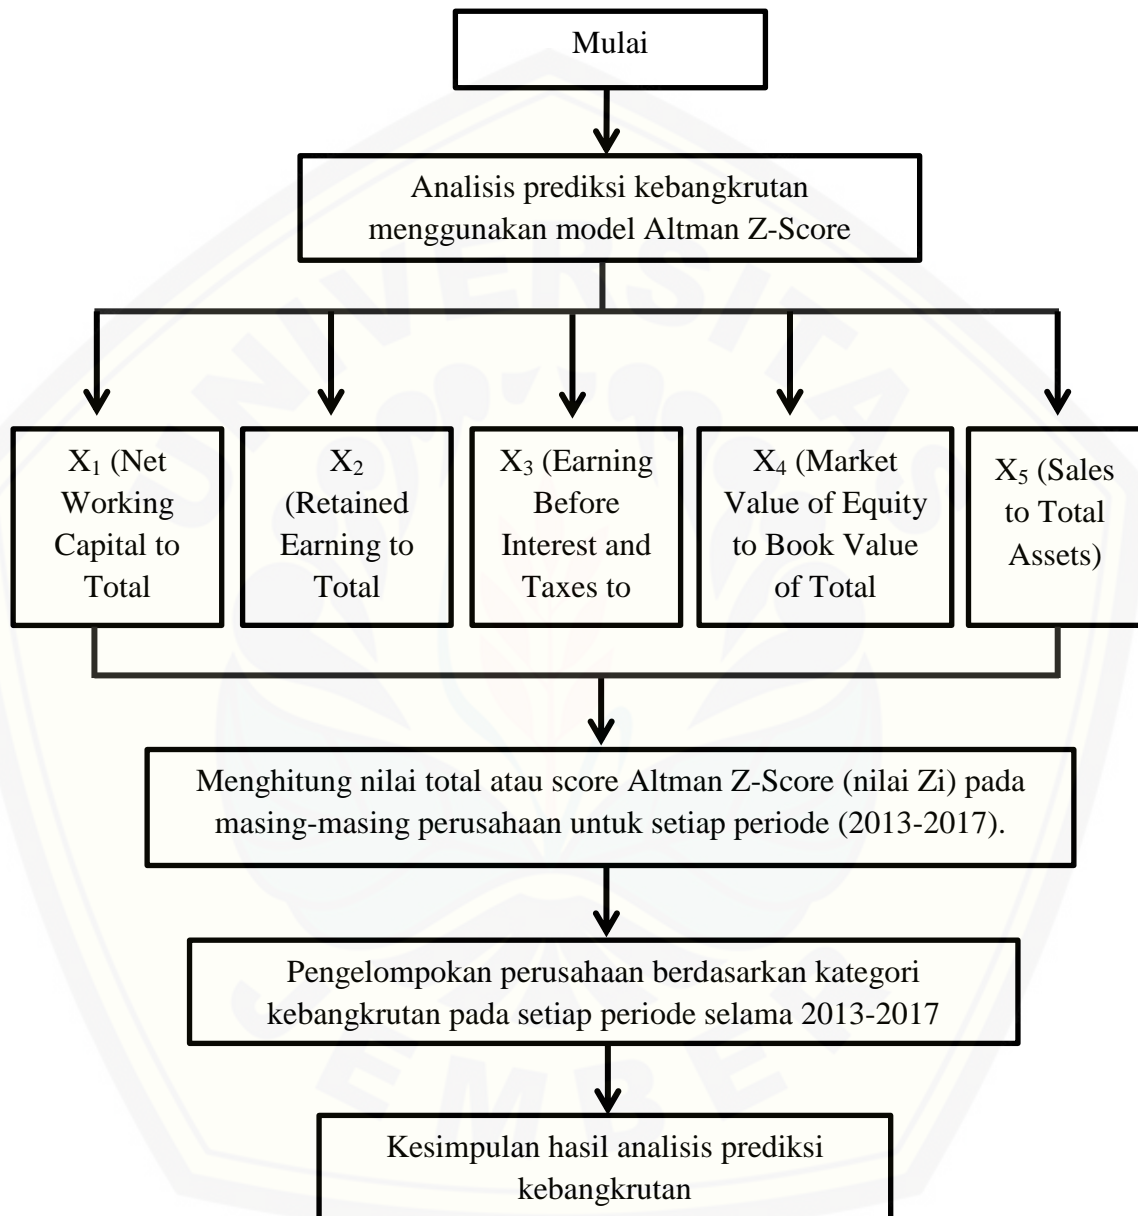 Mulai
Analisis prediksi kebangkrutan
menggunakan model Altman Z-Score
X₁ (Net
Working
Capital to
Total
X₂
(Retained
Earning to
Total
X₃ (Earning
Before
Interest and
Taxes to
X₄ (Market
Value of Equity
to Book Value
of Total
X₅ (Sales
to Total
Assets)
Menghitung nilai total atau score Altman Z-Score (nilai Zi) pada
masing-masing perusahaan untuk setiap periode (2013-2017).
Pengelompokan perusahaan berdasarkan kategori
kebangkrutan pada setiap periode selama 2013-2017
Kesimpulan hasil analisis prediksi
kebangkrutan
UNIVERSITAS
JEMBER